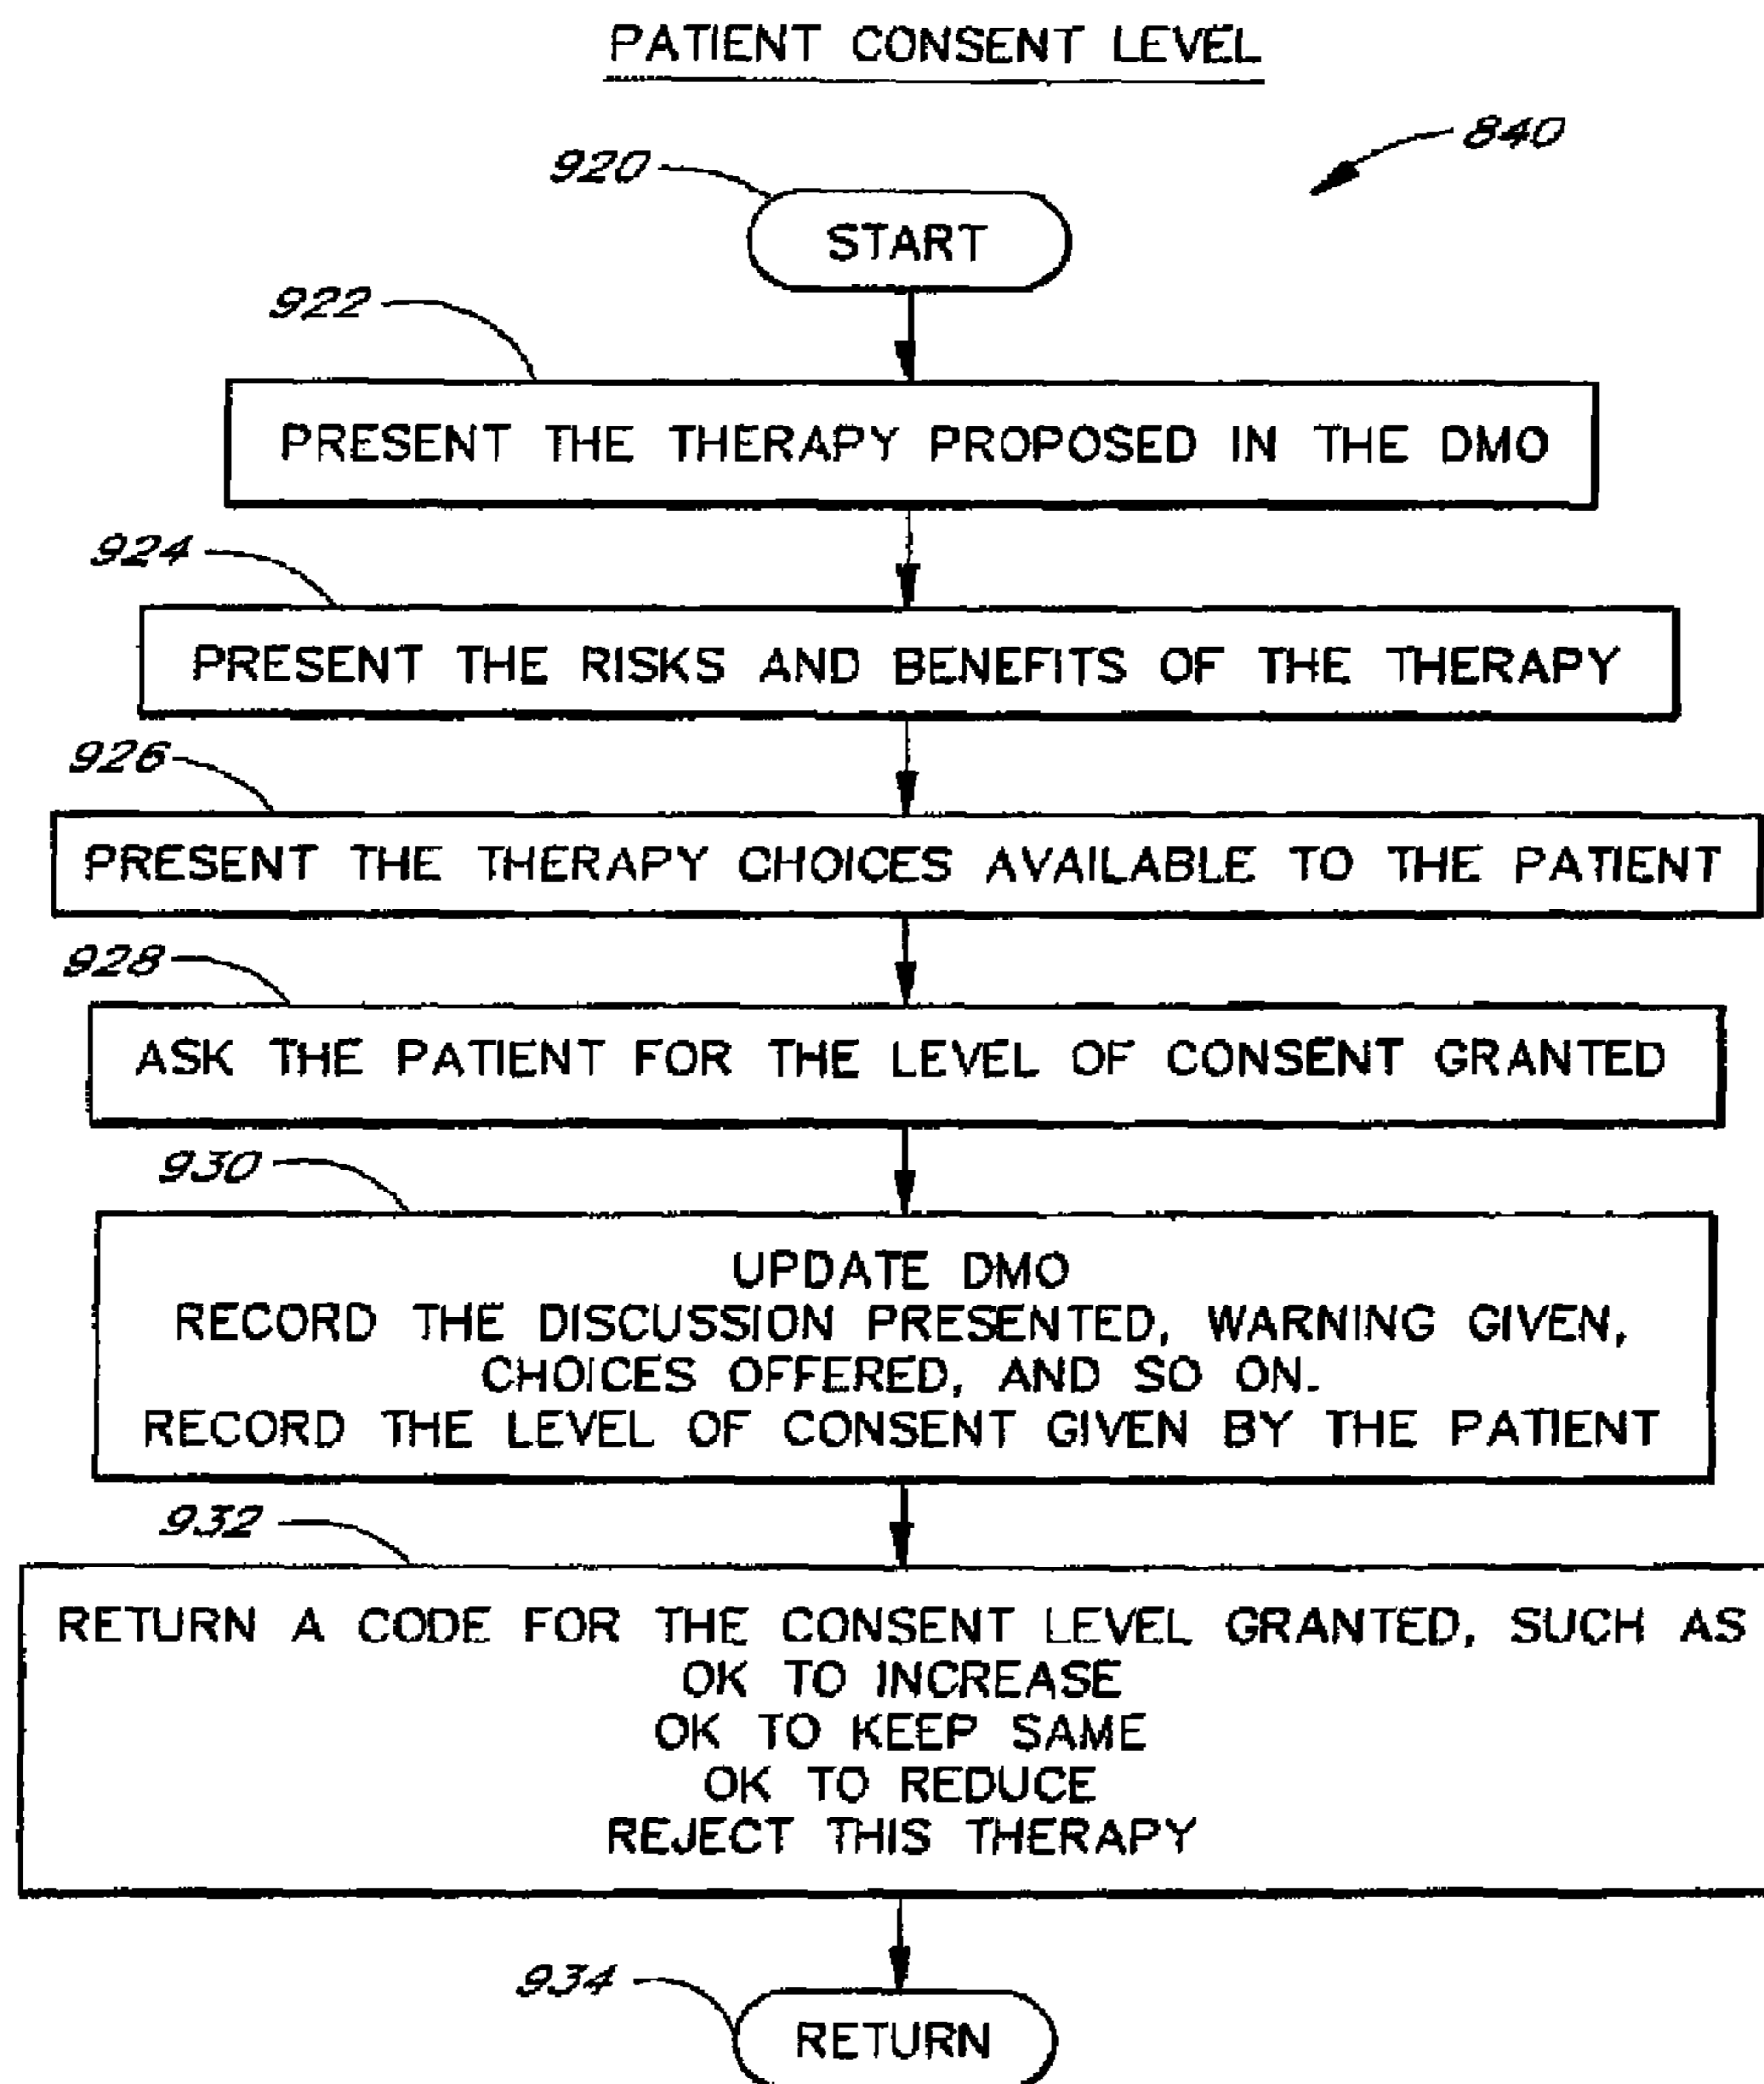 PATIENT CONSENT LEVEL
840
920
START
922
PRESENT THE THERAPY PROPOSED IN THE DMO
924
PRESENT THE RISKS AND BENEFITS OF THE THERAPY
926
PRESENT THE THERAPY CHOICES AVAILABLE TO THE PATIENT
928
ASK THE PATIENT FOR THE LEVEL OF CONSENT GRANTED
930
UPDATE DMO
RECORD THE DISCUSSION PRESENTED, WARNING GIVEN,
CHOICES OFFERED, AND SO ON.
RECORD THE LEVEL OF CONSENT GIVEN BY THE PATIENT
932
RETURN A CODE FOR THE CONSENT LEVEL GRANTED, SUCH AS
OK TO INCREASE
OK TO KEEP SAME
OK TO REDUCE
REJECT THIS THERAPY
934
RETURN